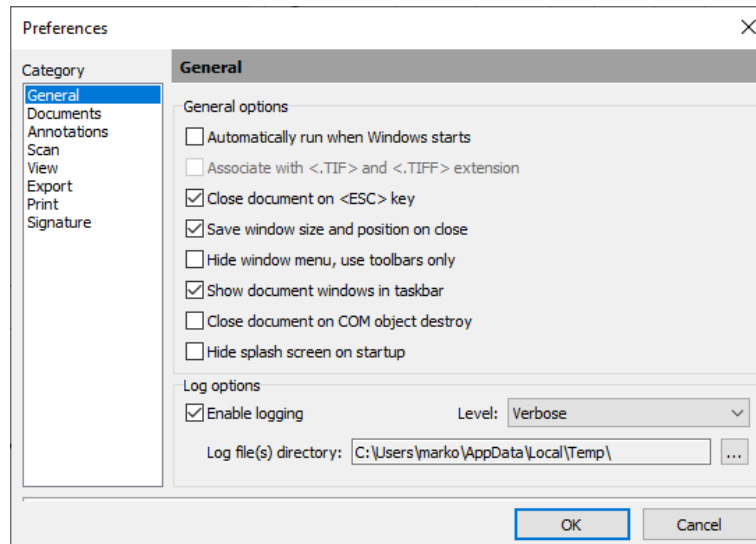 Preferences
Category
General
Documents
Annotations
Scan
View
Export
Print
Signature
General
General options
Automatically run when Windows starts
Associate with <.TIF> and <.TIFF> extension
Close document on <ESC> key
Save window size and position on close
Hide window menu, use toolbars only
Show document windows in taskbar
Close document on COM object destroy
Hide splash screen on startup
Log options
Enable logging Level: Verbose
Log file(s) directory: C:\Users\marko\AppData\Local\Temp\ ...
OK Cancel